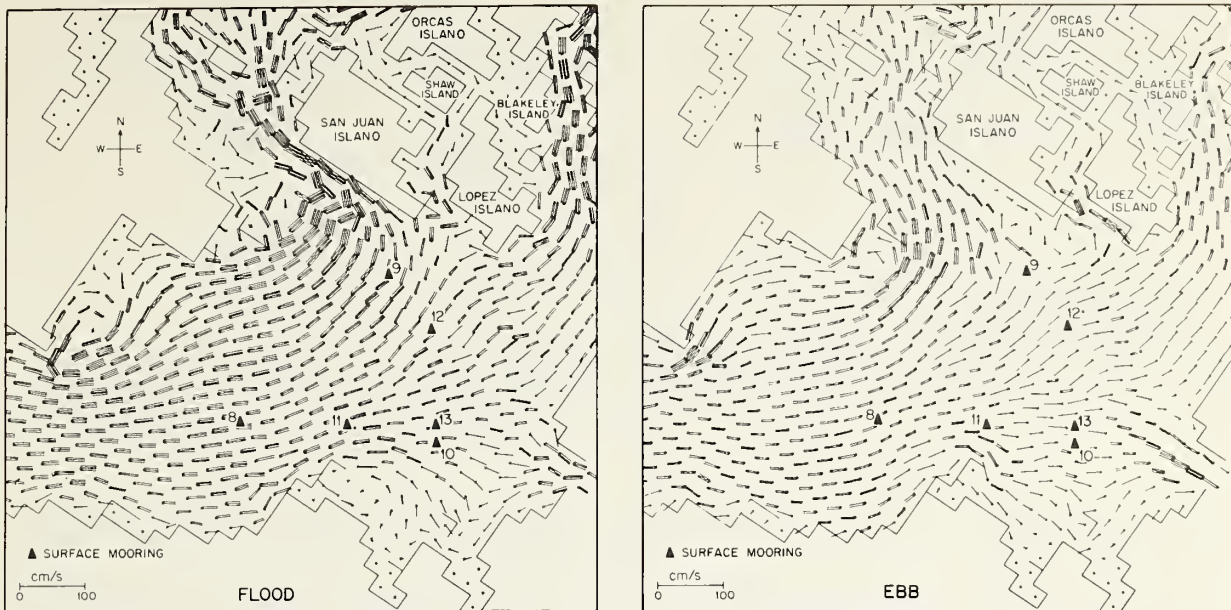 ORCAS
ISLAND
SHAW
ISLAND
BLAKELEY
ISLAND
SAN JUAN
ISLAND
LOPEZ
ISLAND
N
W E
S
9
12
8
11
13
10
▲ SURFACE MOORING
cm/s
0 100
FLOOD
ORCAS
ISLAND
SHAW
ISLAND
BLAKELEY
ISLAND
SAN JUAN
ISLAND
LOPEZ
ISLAND
N
W E
S
9
12
8
11
13
10
▲ SURFACE MOORING
cm/s
0 100
EBB